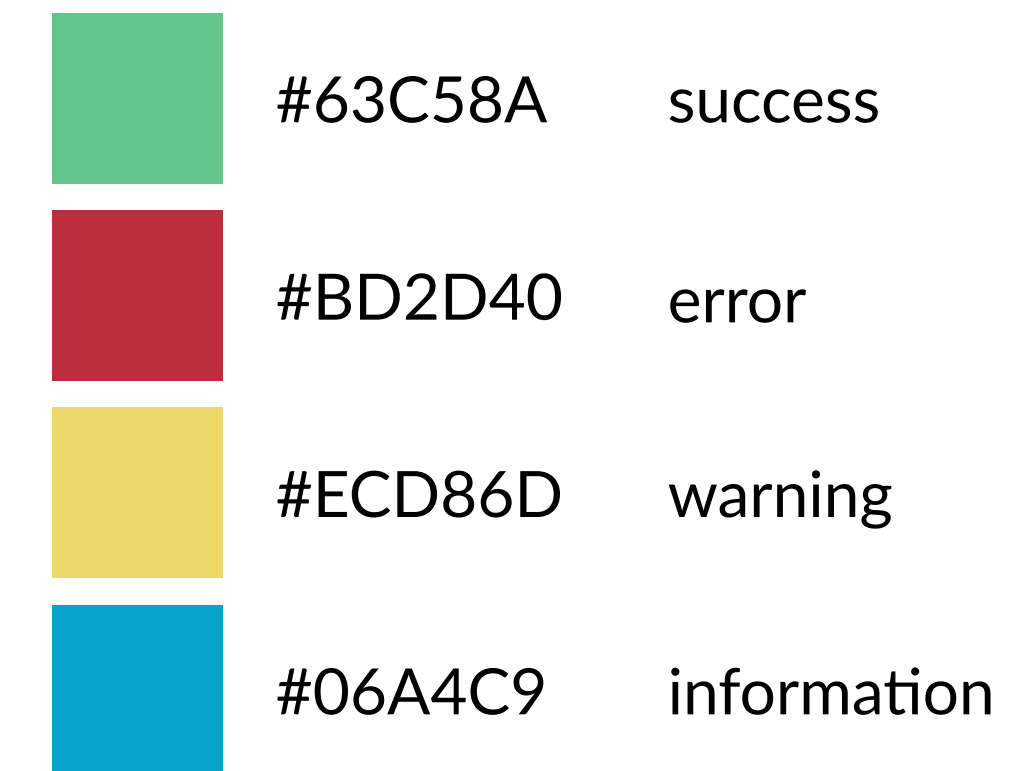 #63C58A success
#BD2D40 error
#ECD86D warning
#06A4C9 information